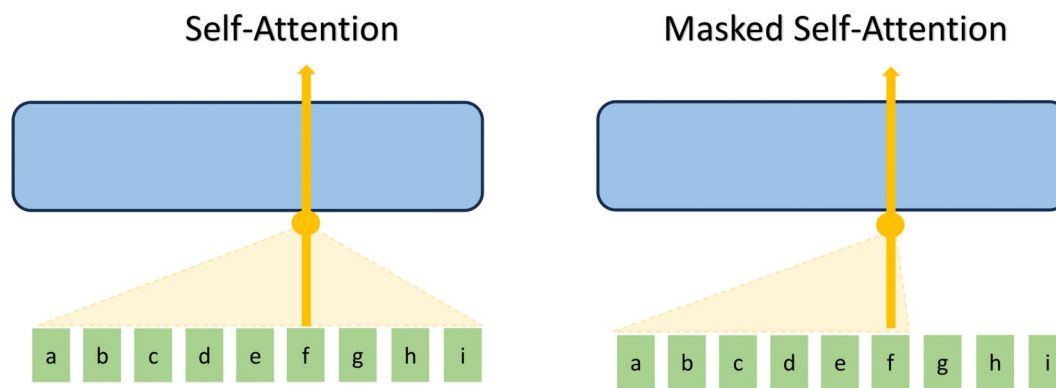 Self-Attention
Masked Self-Attention
a b c d e f g h i
a b c d e f g h i